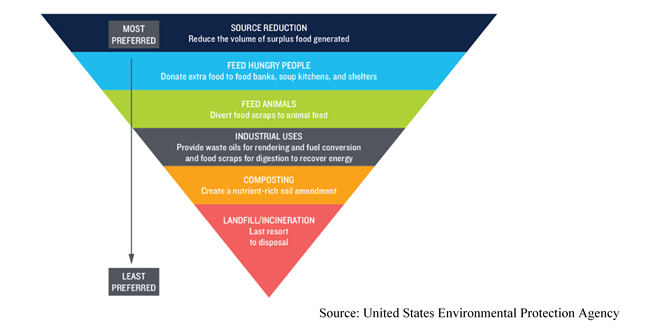 MOST
PREFERRED
SOURCE REDUCTION
Reduce the volume of surplus food generated
FEED HUNGRY PEOPLE
Donate extra food to food banks, soup kitchens, and shelters
FEED ANIMALS
Divert food scraps to animal feed
INDUSTRIAL USES
Provide waste oils for rendering and fuel conversion
and food scraps for digestion to recover energy
COMPOSTING
Create a nutrient-rich soil amendment
LANDFILL/INCINERATION
Last resort
to disposal
LEAST
PREFERRED
Source: United States Environmental Protection Agency